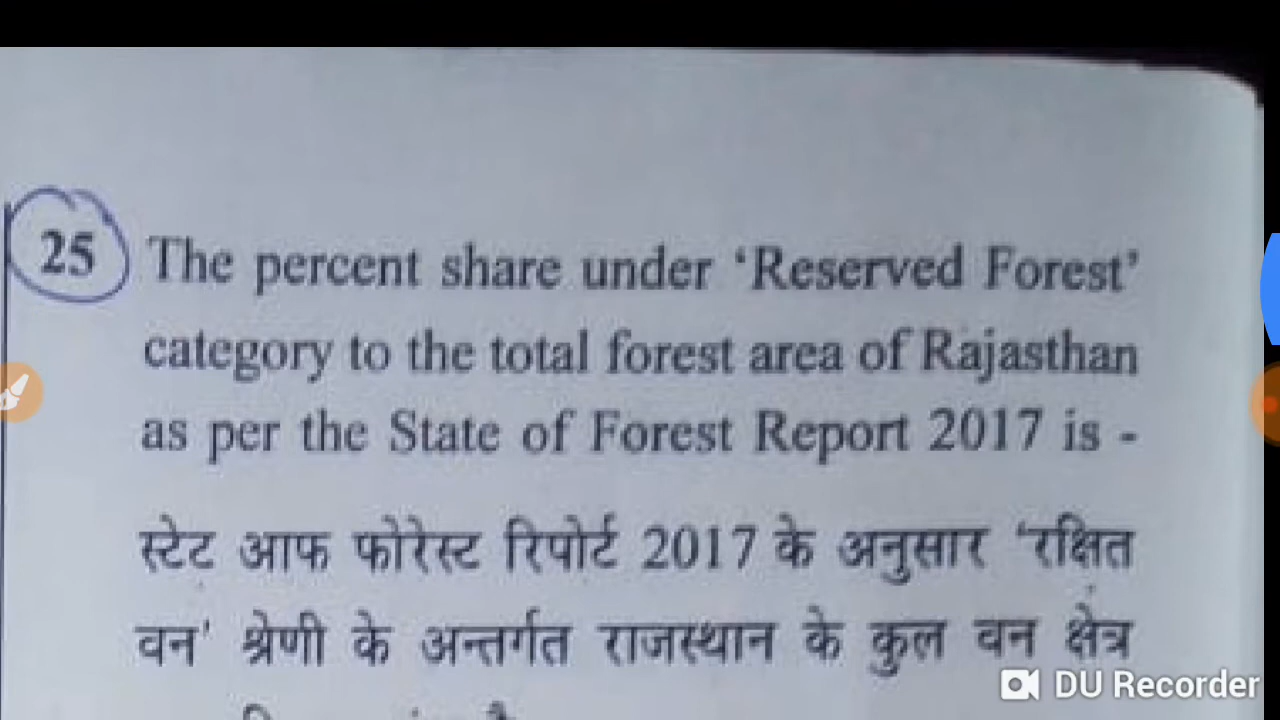 25 The percent share under ‘Reserved Forest’
category to the total forest area of Rajasthan
as per the State of Forest Report 2017 is -
स्टेट आफ फोरेस्ट रिपोर्ट 2017 के अनुसार ‘रक्षित
वन’ श्रेणी के अन्तर्गत राजस्थान के कुल वन क्षेत्र
DU Recorder